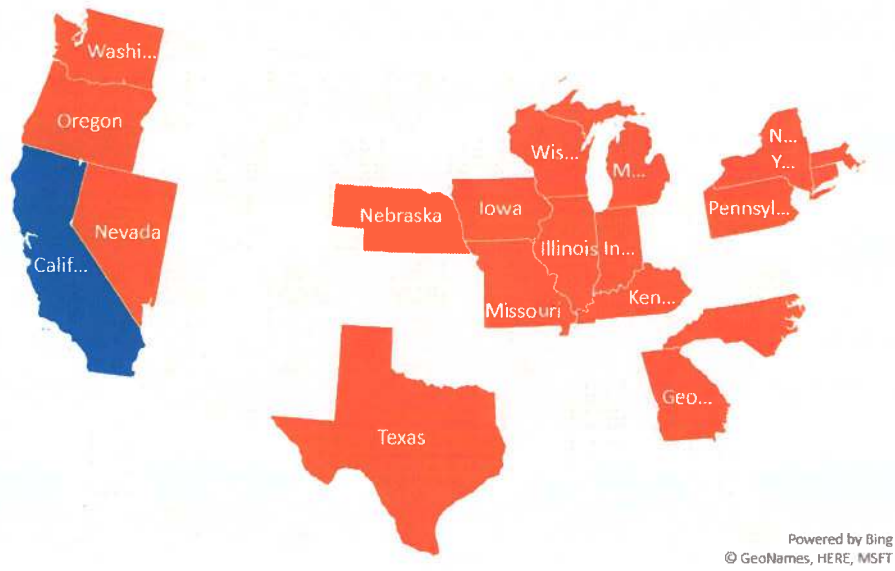 Washi...
Oregon
Nevada
Calif...
Nebraska
Iowa
Wis...
M...
Illinois
In...
Missouri
Ken...
N...
Y...
Pennsyl...
Geo...
Texas
Powered by Bing
© GeoNames, HERE, MSFT